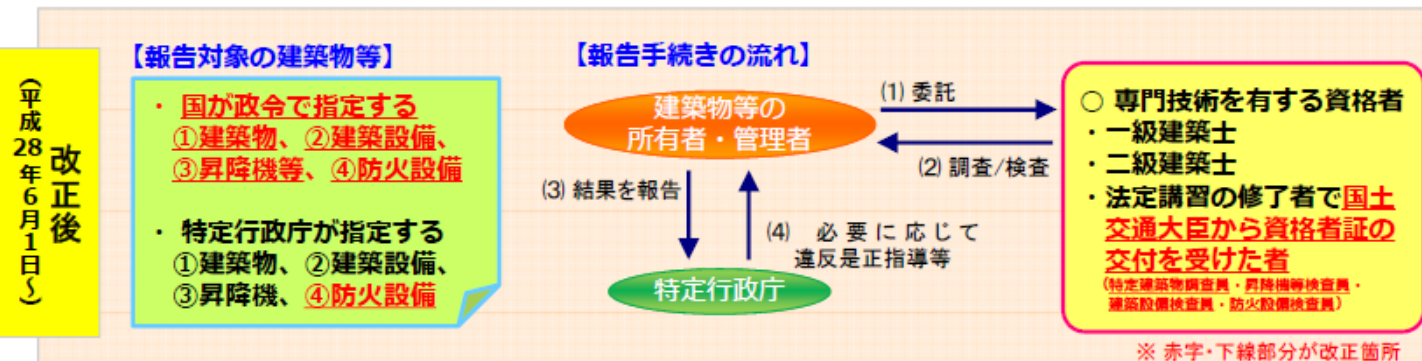 改正後
（平成28年6月1日～）
【報告対象の建築物等】
・ 国が政令で指定する
①建築物、②建築設備、
③昇降機等、④防火設備
・ 特定行政庁が指定する
①建築物、②建築設備、
③昇降機、④防火設備
【報告手続きの流れ】
建築物等の
所有者・管理者
(1) 委託
(2) 調査/検査
(3) 結果を報告
(4) 必要に応じて
違反是正指導等
特定行政庁
○ 専門技術を有する資格者
・一級建築士
・二級建築士
・法定講習の修了者で国土
交通大臣から資格者証の
交付を受けた者
（特定建築物調査員・昇降機等検査員・
建築設備検査員・防火設備検査員）
※ 赤字・下線部分が改正箇所